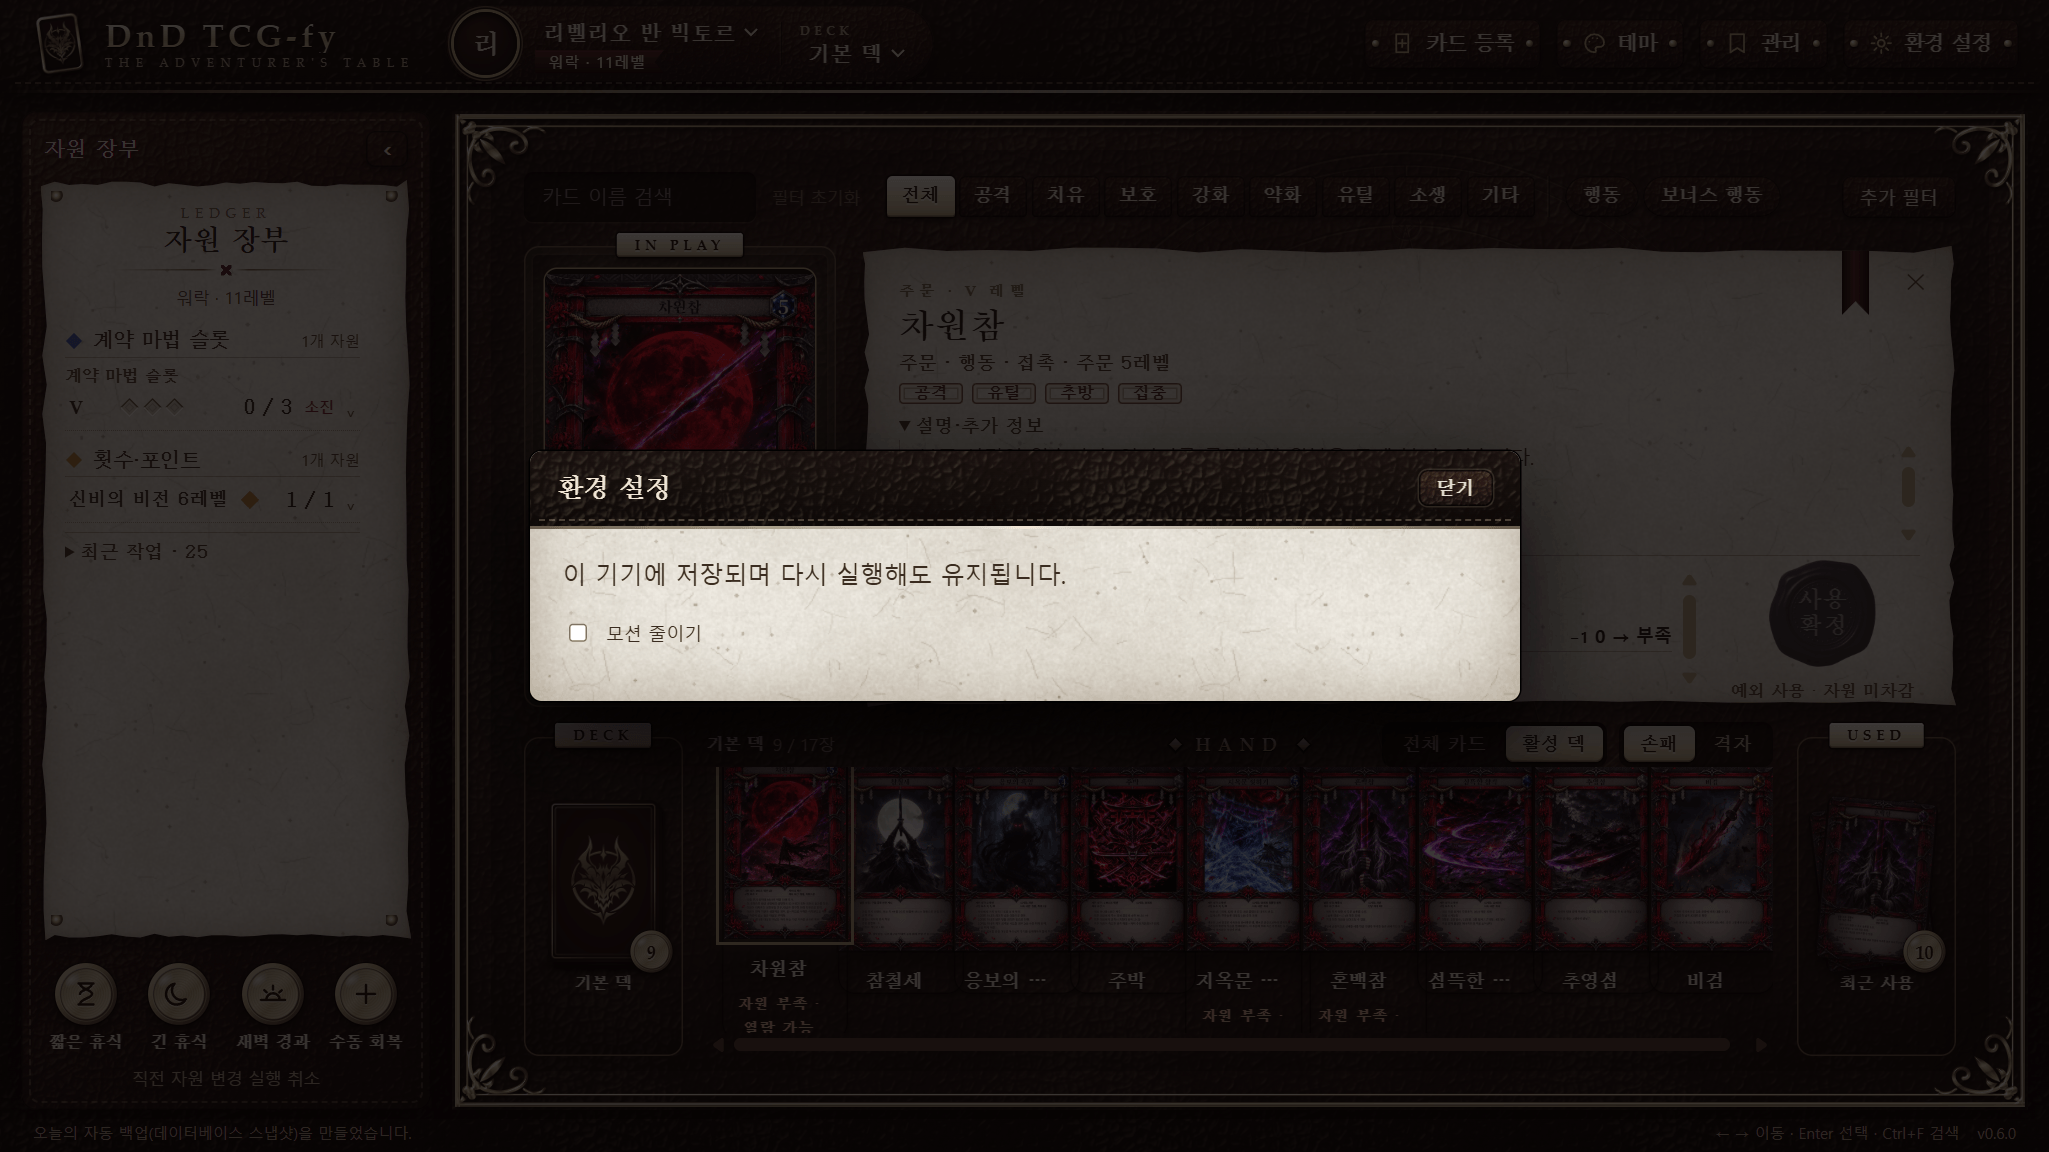 DnD TCG-fy
THE ADVENTURER'S TABLE
리
리벨리오 반 빅토르
워락 · 11레벨
DECK
기본 덱
카드 등록
테마
관리
환경 설정
자원 장부
LEDGER
자원 장부
워락 · 11레벨
계약 마법 슬롯 1개 자원
계약 마법 슬롯
V 0 / 3 소진
횟수·포인트 1개 자원
신비의 비전 6레벨 1 / 1
최근 작업 · 25
짧은 휴식
긴 휴식
새벽 경과
수동 회복
직전 자원 변경 실행 취소
카드 이름 검색
필터 초기화
전체
공격
치유
보호
강화
약화
유틸
소생
기타
행동
보너스 행동
추가 필터
IN PLAY
차원참
5
주문 · V 레벨
차원참
주문 · 행동 · 접촉 · 주문 5레벨
공격
유틸
추방
집중
설명·추가 정보
환경 설정
닫기
이 기기에 저장되며 다시 실행해도 유지됩니다.
모션 줄이기
-1 0 → 부족
사용
확정
예외 사용 · 자원 미차감
DECK
9
기본 덱
기본 덱 9 / 17장
HAND
전체 카드
활성 덱
손패
격자
차원참
자원 부족 ·
열람 가능
참철세
응보의 ···
주박
지옥문 ···
자원 부족 ·
혼백참
자원 부족 ·
섬뜩한 ···
추영섬
비검
USED
10
최근 사용
오늘의 자동 백업(데이터베이스 스냅샷)을 만들었습니다.
← → 이동 · Enter 선택 · Ctrl+F 검색 v0.6.0